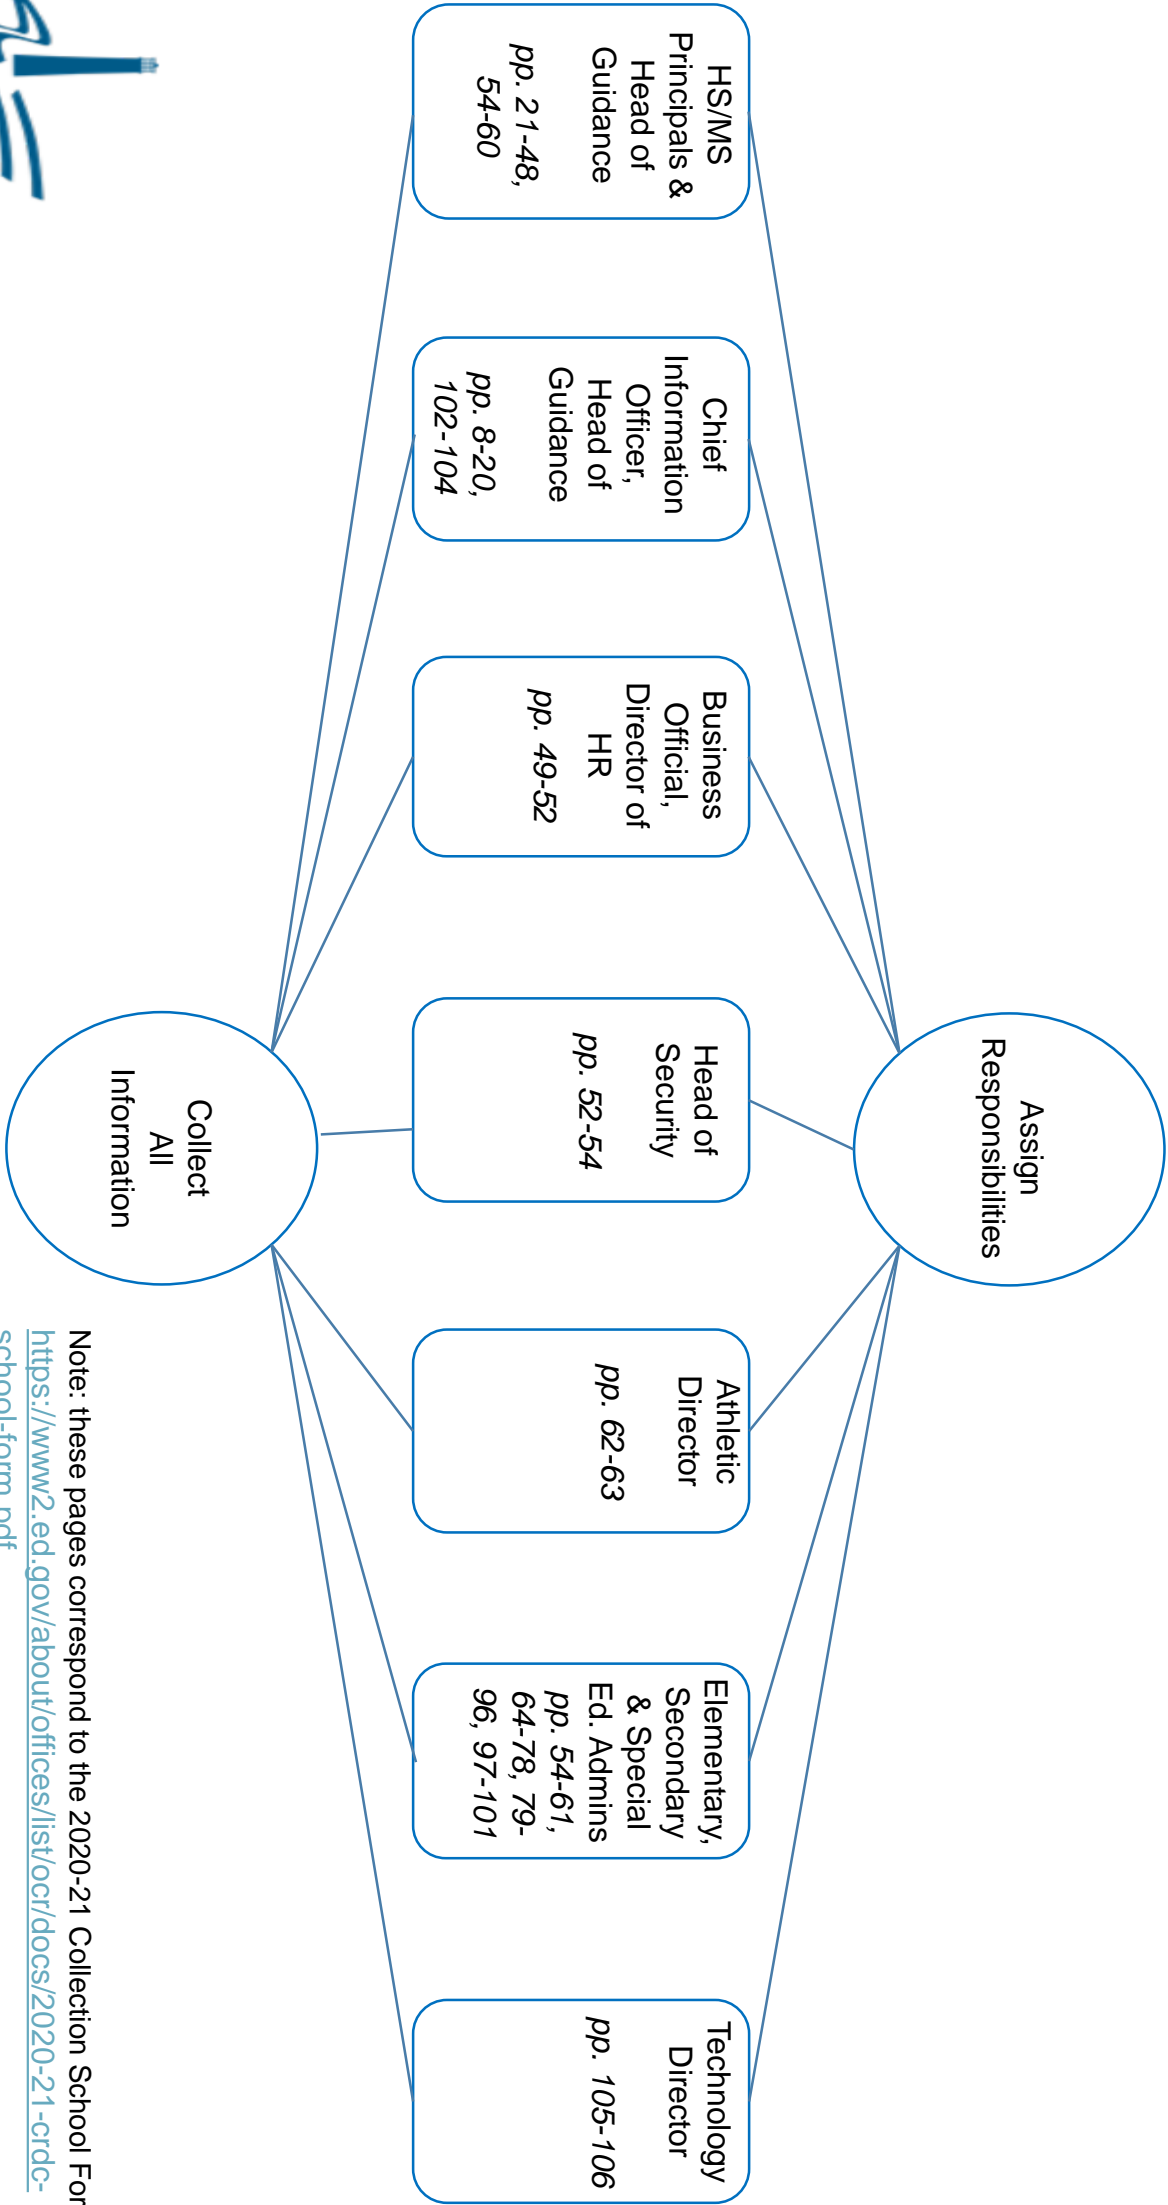 Assign
Responsibilities
HS/MS
Principals &
Head of
Guidance
pp. 21-48,
54-60
Chief
Information
Officer,
Head of
Guidance
pp. 8-20,
102-104
Business
Official,
Director of
HR
pp. 49-52
Head of
Security
pp. 52-54
Athletic
Director
pp. 62-63
Elementary,
Secondary
& Special
Ed. Admins
pp. 54-61,
64-78, 79-
96, 97-101
Technology
Director
pp. 105-106
Collect
All
Information
Note: these pages correspond to the 2020-21 Collection School For
https://www2.ed.gov/about/offices/list/ocr/docs/2020-21-crdc-
school-form.pdf